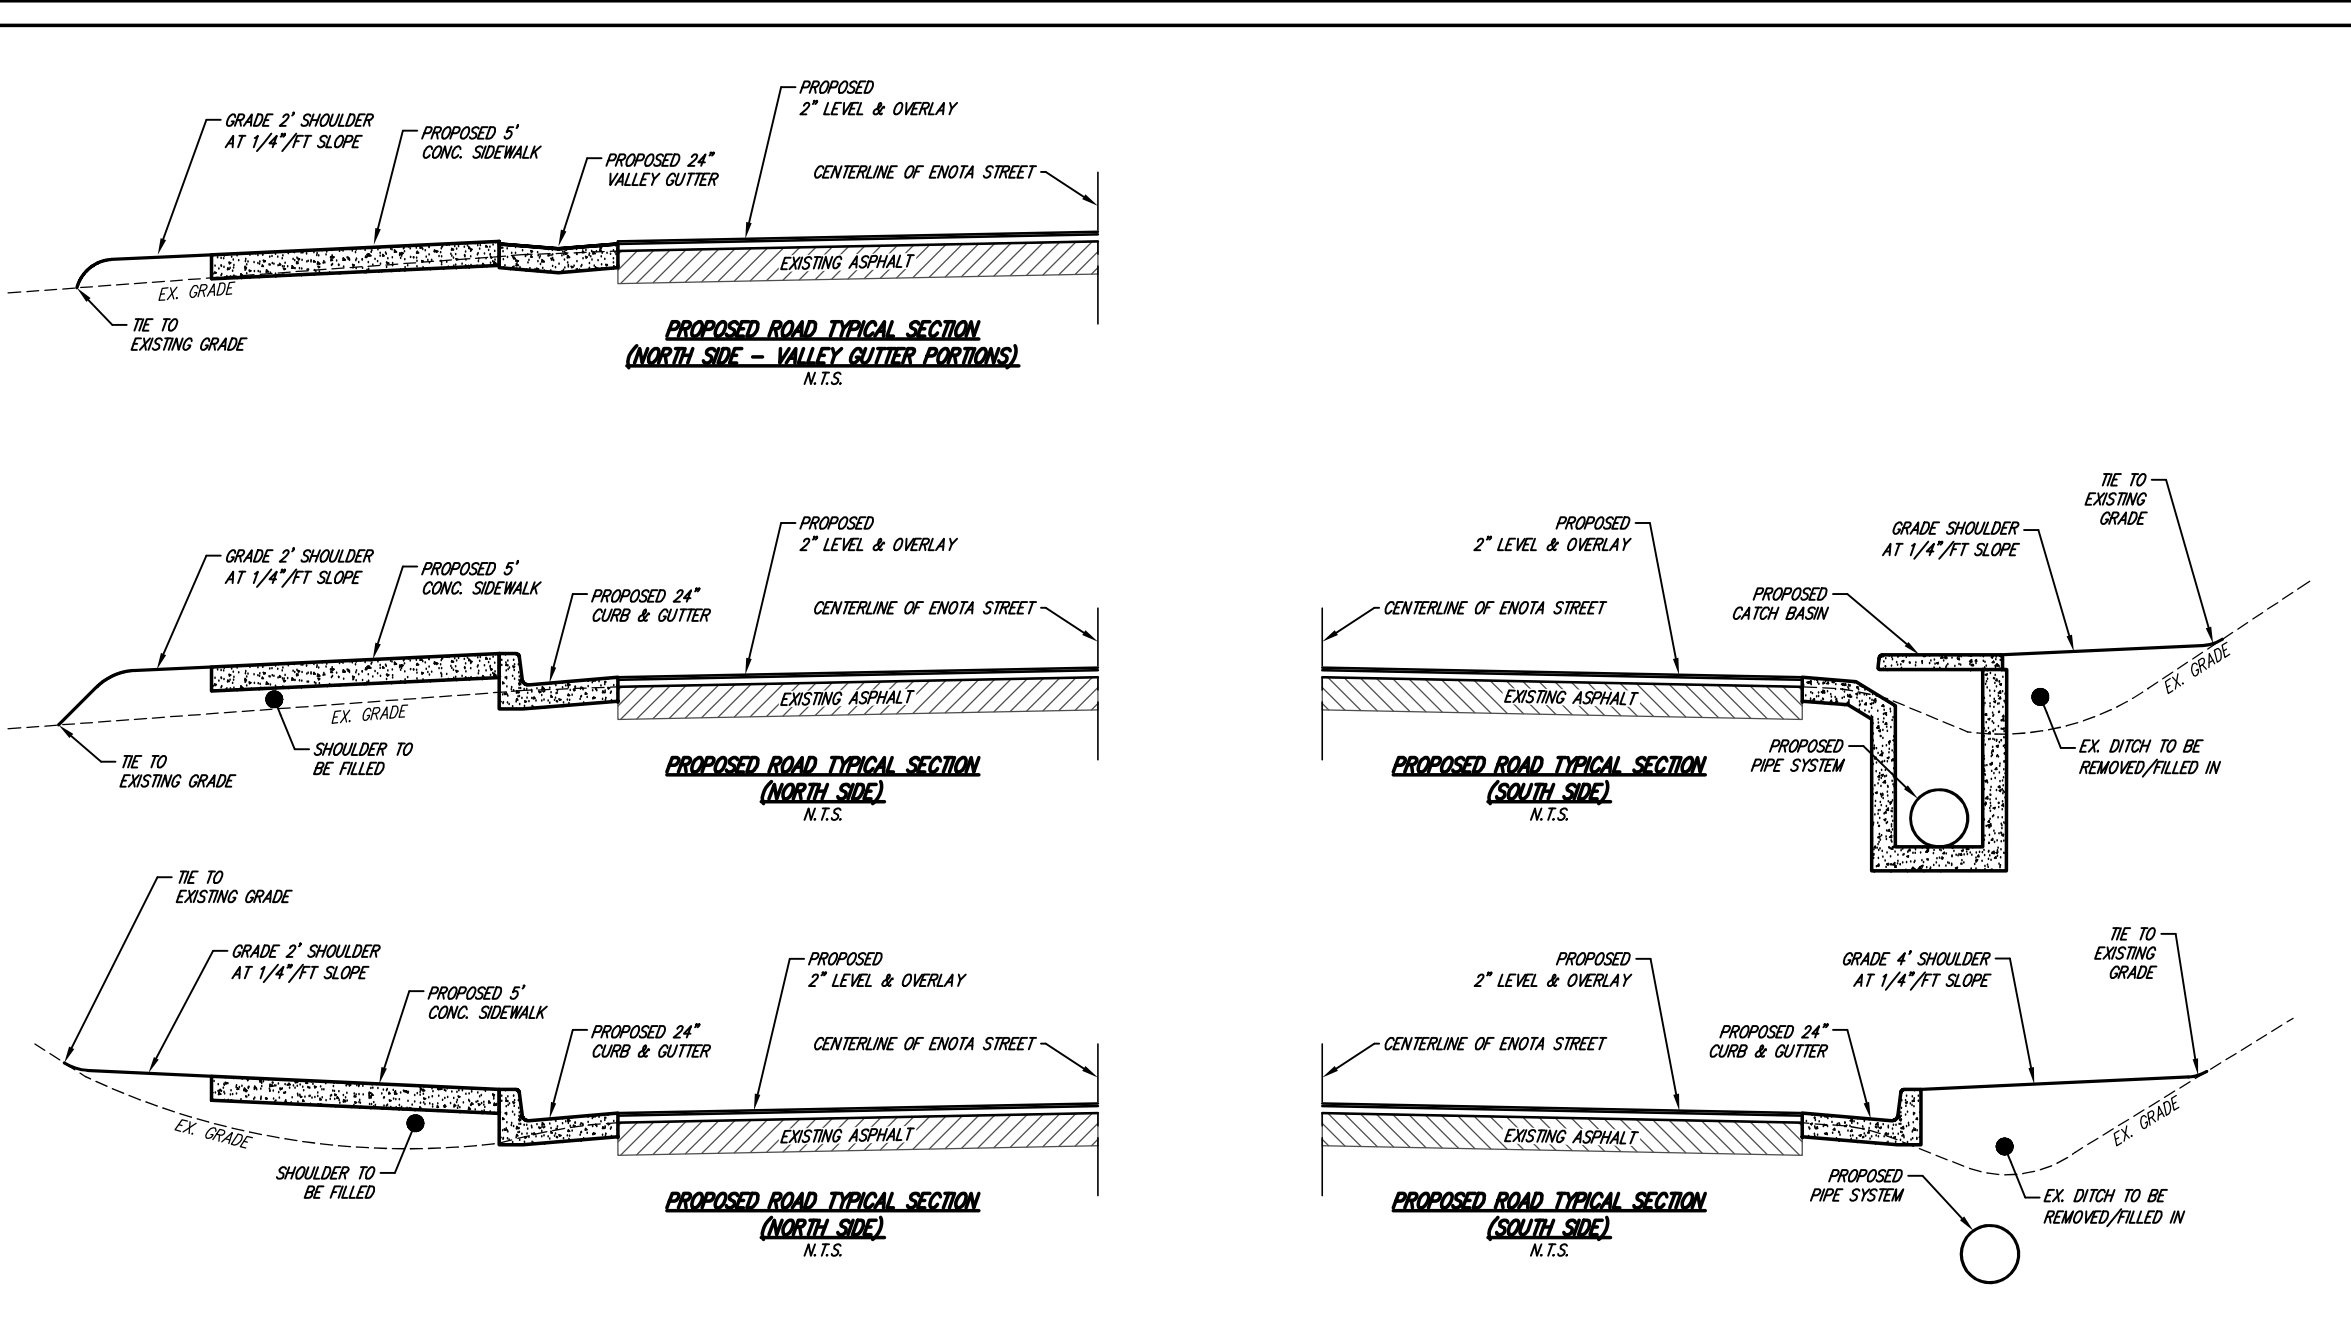 PROPOSED
2" LEVEL & OVERLAY
GRADE 2' SHOULDER
AT 1/4"/FT SLOPE
PROPOSED 5'
CONC. SIDEWALK
PROPOSED 24"
VALLEY GUTTER
CENTERLINE OF ENOTA STREET
EXISTING ASPHALT
EX. GRADE
TIE TO
EXISTING GRADE
PROPOSED ROAD TYPICAL SECTION
(NORTH SIDE - VALLEY GUTTER PORTIONS)
N.T.S.
PROPOSED
2" LEVEL & OVERLAY
GRADE 2' SHOULDER
AT 1/4"/FT SLOPE
PROPOSED 5'
CONC. SIDEWALK
PROPOSED 24"
CURB & GUTTER
CENTERLINE OF ENOTA STREET
EXISTING ASPHALT
EX. GRADE
SHOULDER TO
BE FILLED
TIE TO
EXISTING GRADE
PROPOSED ROAD TYPICAL SECTION
(NORTH SIDE)
N.T.S.
TIE TO
EXISTING
GRADE
PROPOSED
2" LEVEL & OVERLAY
GRADE SHOULDER
AT 1/4"/FT SLOPE
PROPOSED
CATCH BASIN
CENTERLINE OF ENOTA STREET
EX. GRADE
EXISTING ASPHALT
PROPOSED
PIPE SYSTEM
EX. DITCH TO BE
REMOVED/FILLED IN
PROPOSED ROAD TYPICAL SECTION
(SOUTH SIDE)
N.T.S.
TIE TO
EXISTING GRADE
GRADE 2' SHOULDER
AT 1/4"/FT SLOPE
PROPOSED
2" LEVEL & OVERLAY
PROPOSED 5'
CONC. SIDEWALK
PROPOSED 24"
CURB & GUTTER
CENTERLINE OF ENOTA STREET
EX. GRADE
EXISTING ASPHALT
SHOULDER TO
BE FILLED
PROPOSED ROAD TYPICAL SECTION
(NORTH SIDE)
N.T.S.
TIE TO
EXISTING
GRADE
PROPOSED
2" LEVEL & OVERLAY
GRADE 4' SHOULDER
AT 1/4"/FT SLOPE
PROPOSED 24"
CURB & GUTTER
CENTERLINE OF ENOTA STREET
EX. GRADE
EXISTING ASPHALT
PROPOSED
PIPE SYSTEM
EX. DITCH TO BE
REMOVED/FILLED IN
PROPOSED ROAD TYPICAL SECTION
(SOUTH SIDE)
N.T.S.